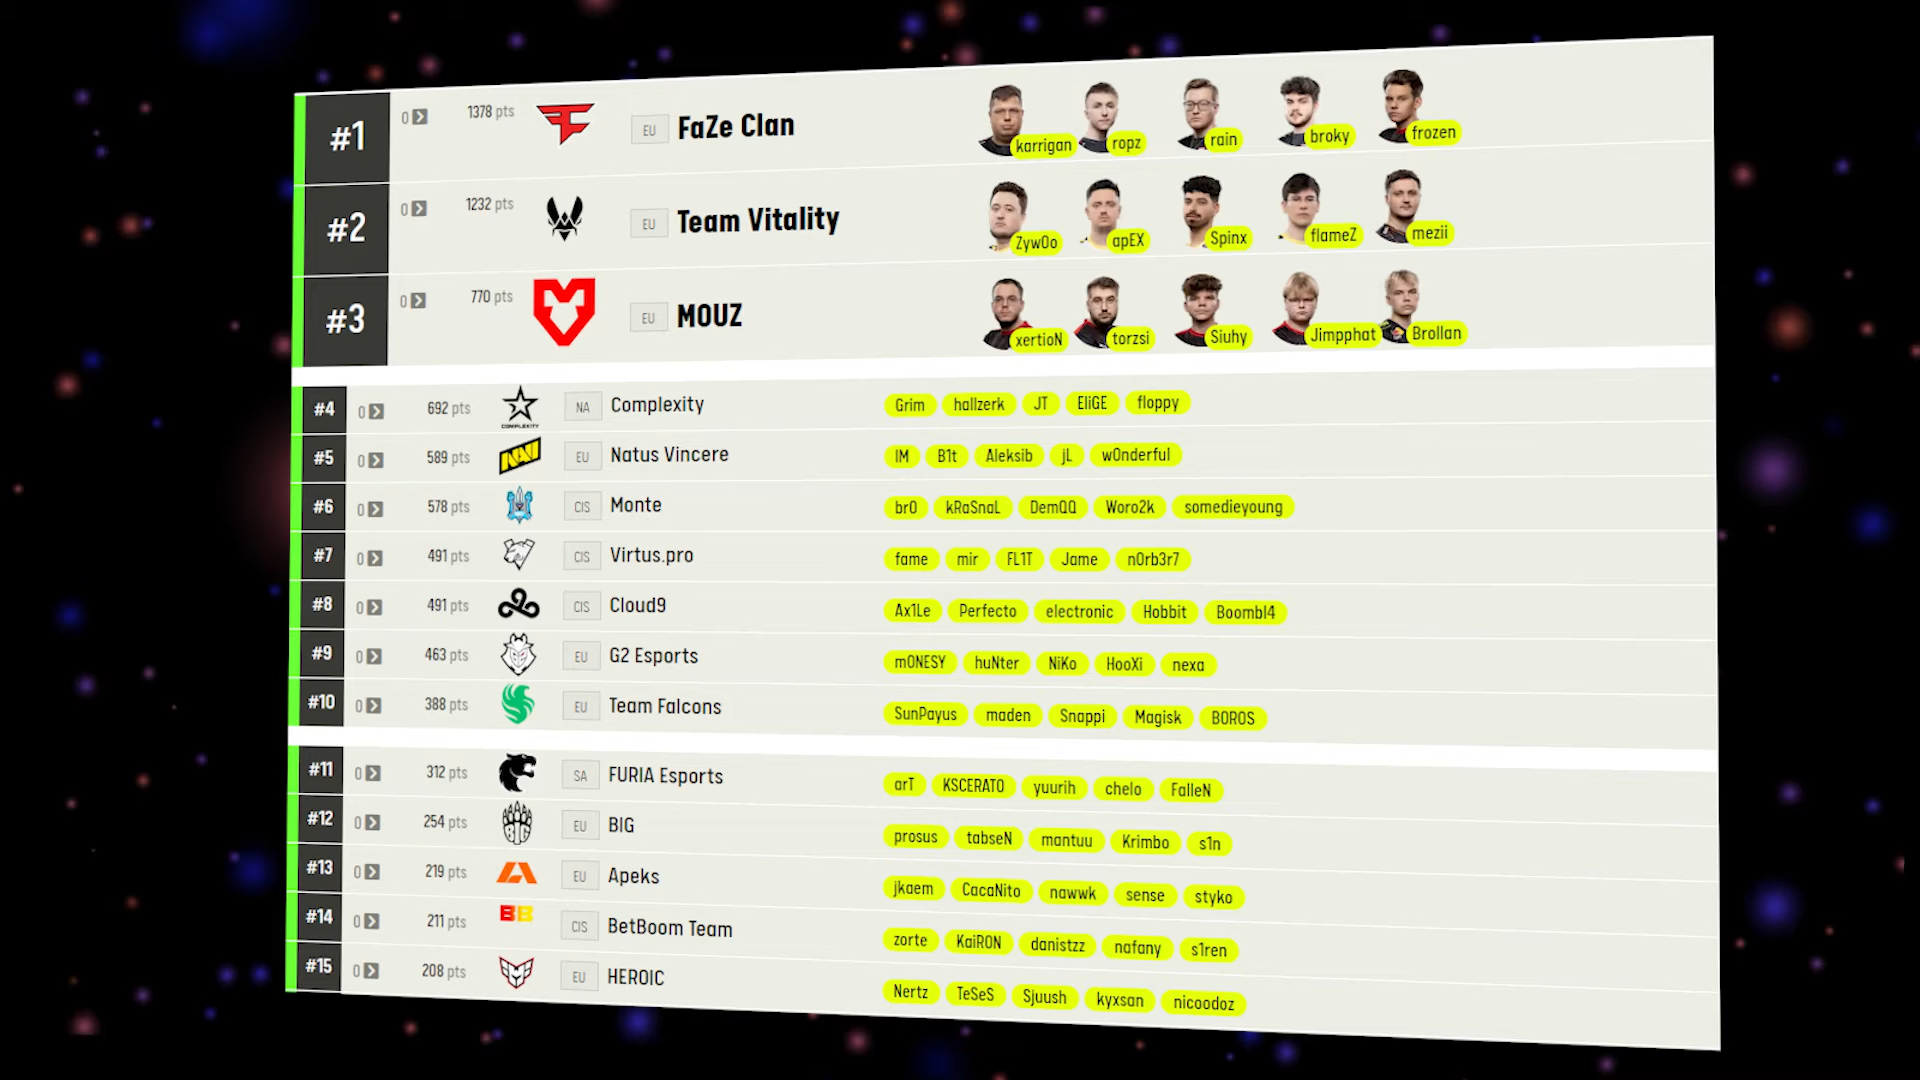 #1 0 1378 pts EU FaZe Clan karrigan ropz rain broky frozen
#2 0 1232 pts EU Team Vitality ZywOo apEX Spinx flameZ mezii
#3 0 770 pts EU MOUZ xertioN torzsi Siuhy Jimpphat Brollan
#4 0 692 pts COMPLEXITY NA Complexity Grim hallzerk JT EliGE floppy
#5 0 589 pts NAVI EU Natus Vincere IM B1t Aleksib jL w0nderful
#6 0 578 pts CIS Monte br0 kRaSnaL DemQQ Woro2k somedieyoung
#7 0 491 pts CIS Virtus.pro fame mir FL1T Jame n0rb3r7
#8 0 491 pts CIS Cloud9 Ax1Le Perfecto electronic Hobbit Boombl4
#9 0 463 pts EU G2 Esports m0NESY huNter NiKo HooXi nexa
#10 0 388 pts EU Team Falcons SunPayus maden Snappi Magisk BOROS
#11 0 312 pts SA FURIA Esports arT KSCERATO yuurih chelo FalleN
#12 0 254 pts BIG EU BIG prosus tabseN mantuu Krimbo s1n
#13 0 219 pts EU Apeks jkaem CacaNito nawwk sense styko
#14 0 211 pts BB CIS BetBoom Team zorte KaiRON danistzz nafany s1ren
#15 0 208 pts EU HEROIC Nertz TeSeS Sjuush kyxsan nicoodoz